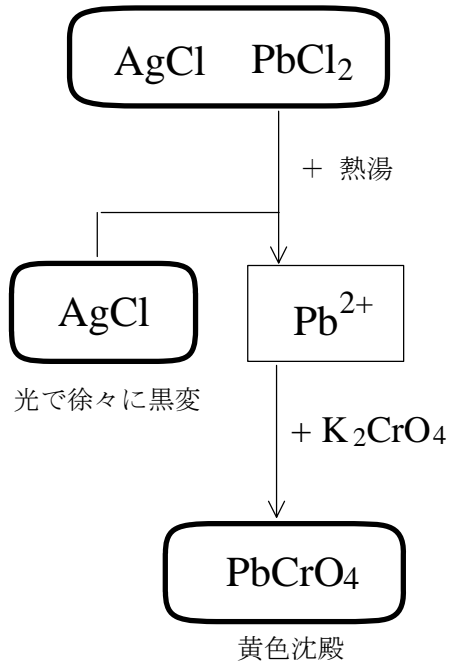 AgCl PbCl2
+ 熱湯
AgCl
Pb2+
光で徐々に黒変
+ K2CrO4
PbCrO4
黄色沈殿